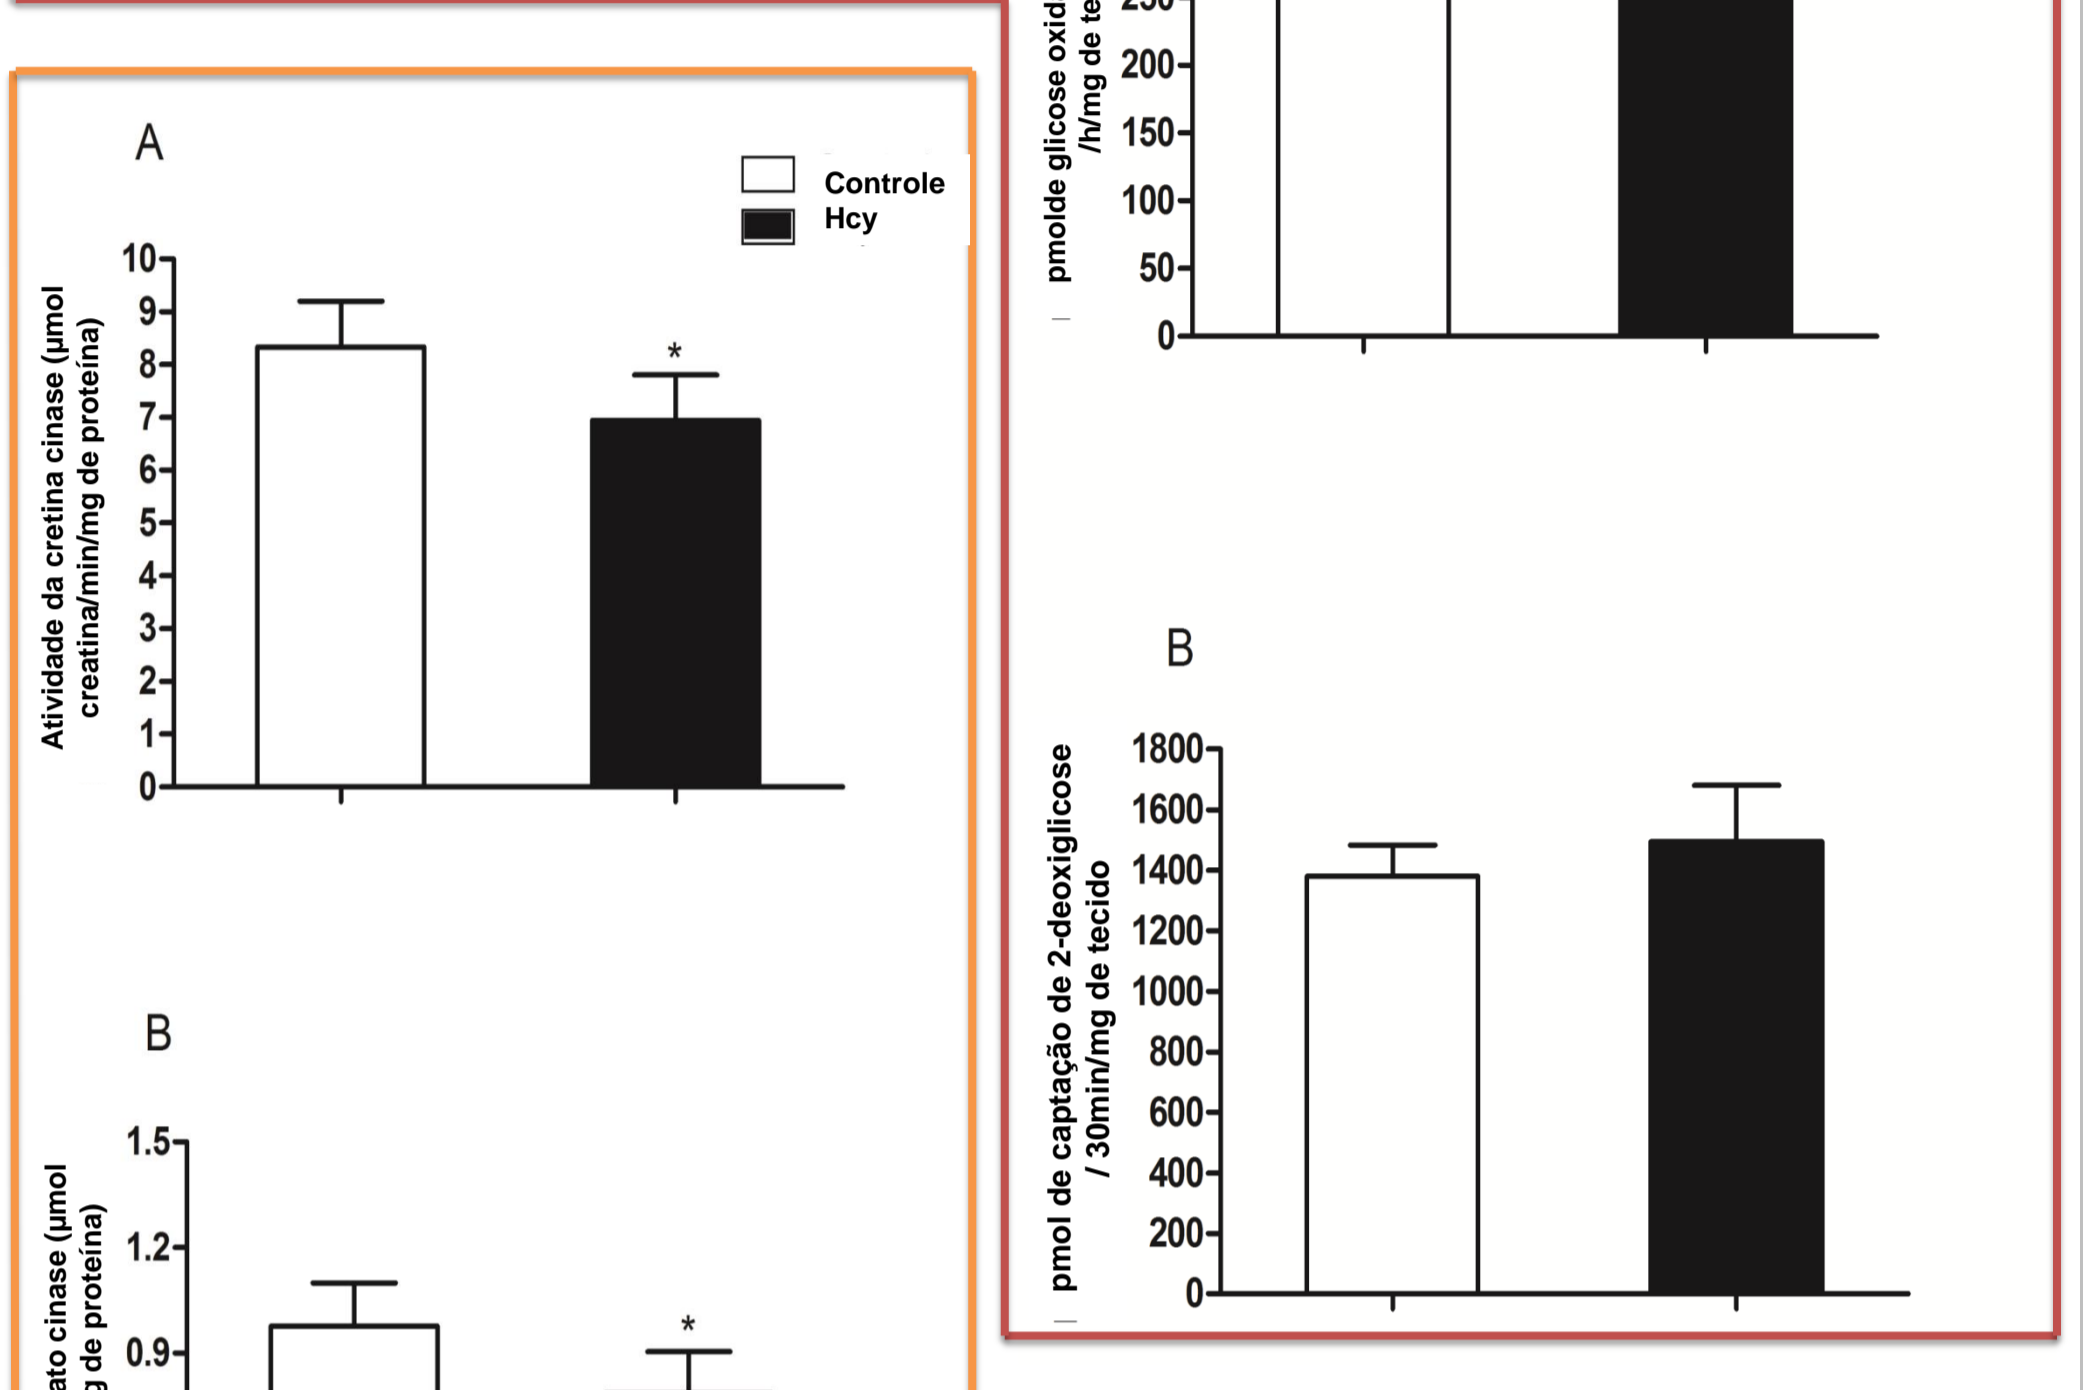 A
Controle
Hcy
Atividade da cretina cinase (µmol
creatina/min/mg de proteína)
10
9
8
7
6
5
4
3
2
1
0
*
B
1.5
1.2
0.9
*
cinase (µmol
de proteína)
pmolde glicose
/h/mg de
250
200
150
100
50
0
B
pmol de captação de 2-deoxiglicose
/ 30min/mg de tecido
1800
1600
1400
1200
1000
800
600
400
200
0